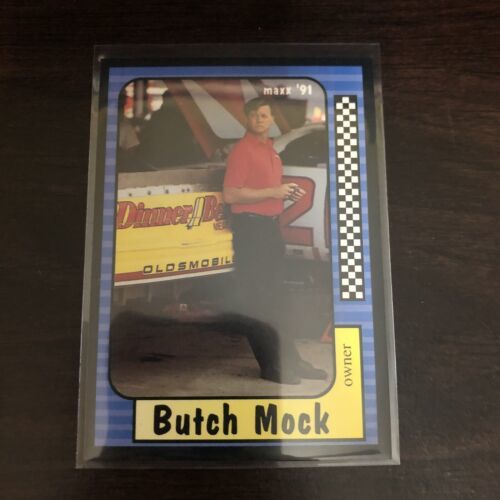 maxx '91
Dinner Be
OLDSMOBILE
2
owner
Butch Mock